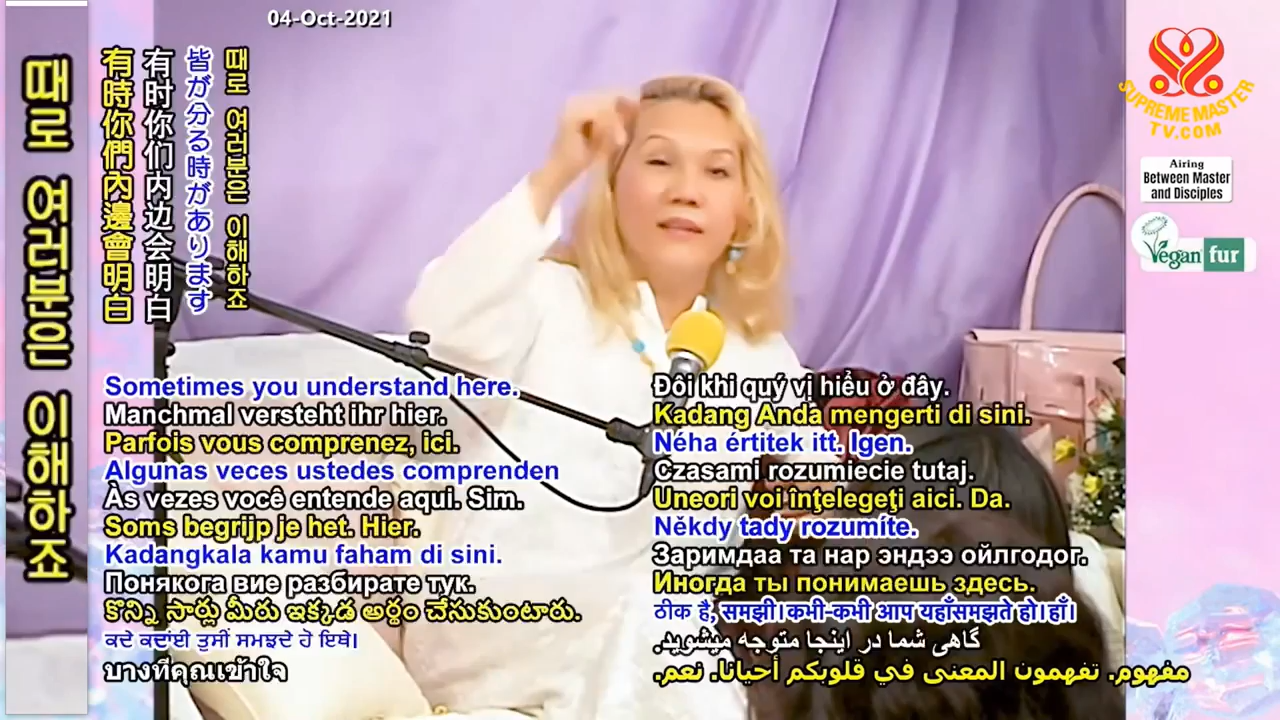 04-Oct-2021
때로 여러분은 이해하죠
有時你們內邊會明白
有时你们内边会明白
皆が分る時があります
때로 여러분은 이해하죠
SUPREME MASTER
TV.COM
Airing
Between Master
and Disciples
Vegan fur
Sometimes you understand here.
Manchmal versteht ihr hier.
Parfois vous comprenez, ici.
Algunas veces ustedes comprenden
Às vezes você entende aqui. Sim.
Soms begrijp je het. Hier.
Kadangkala kamu faham di sini.
Понякога вие разбирате тук.
కొన్ని సార్లు మీరు ఇక్కడ అర్థం చేసుకుంటారు.
ਕਦੇ ਕਦਾਂਈ ਤੁਸੀਂ ਸਮਝਦੇ ਹੋ ਇਥੇ।
บางทีคุณเข้าใจ
Đôi khi quý vị hiểu ở đây.
Kadang Anda mengerti di sini.
Néha értitek itt. Igen.
Czasami rozumiecie tutaj.
Uneori voi înţelegeţi aici. Da.
Někdy tady rozumíte.
Заримдаа та нар эндээ ойлгодог.
Иногда ты понимаешь здесь.
ठीक है, समझी।कभी-कभी आप यहाँसमझते हो।हाँ।
گاهی شما در اینجا متوجه میشوید.
مفهوم. تفهمون المعنى في قلوبكم أحيانا. نعم.